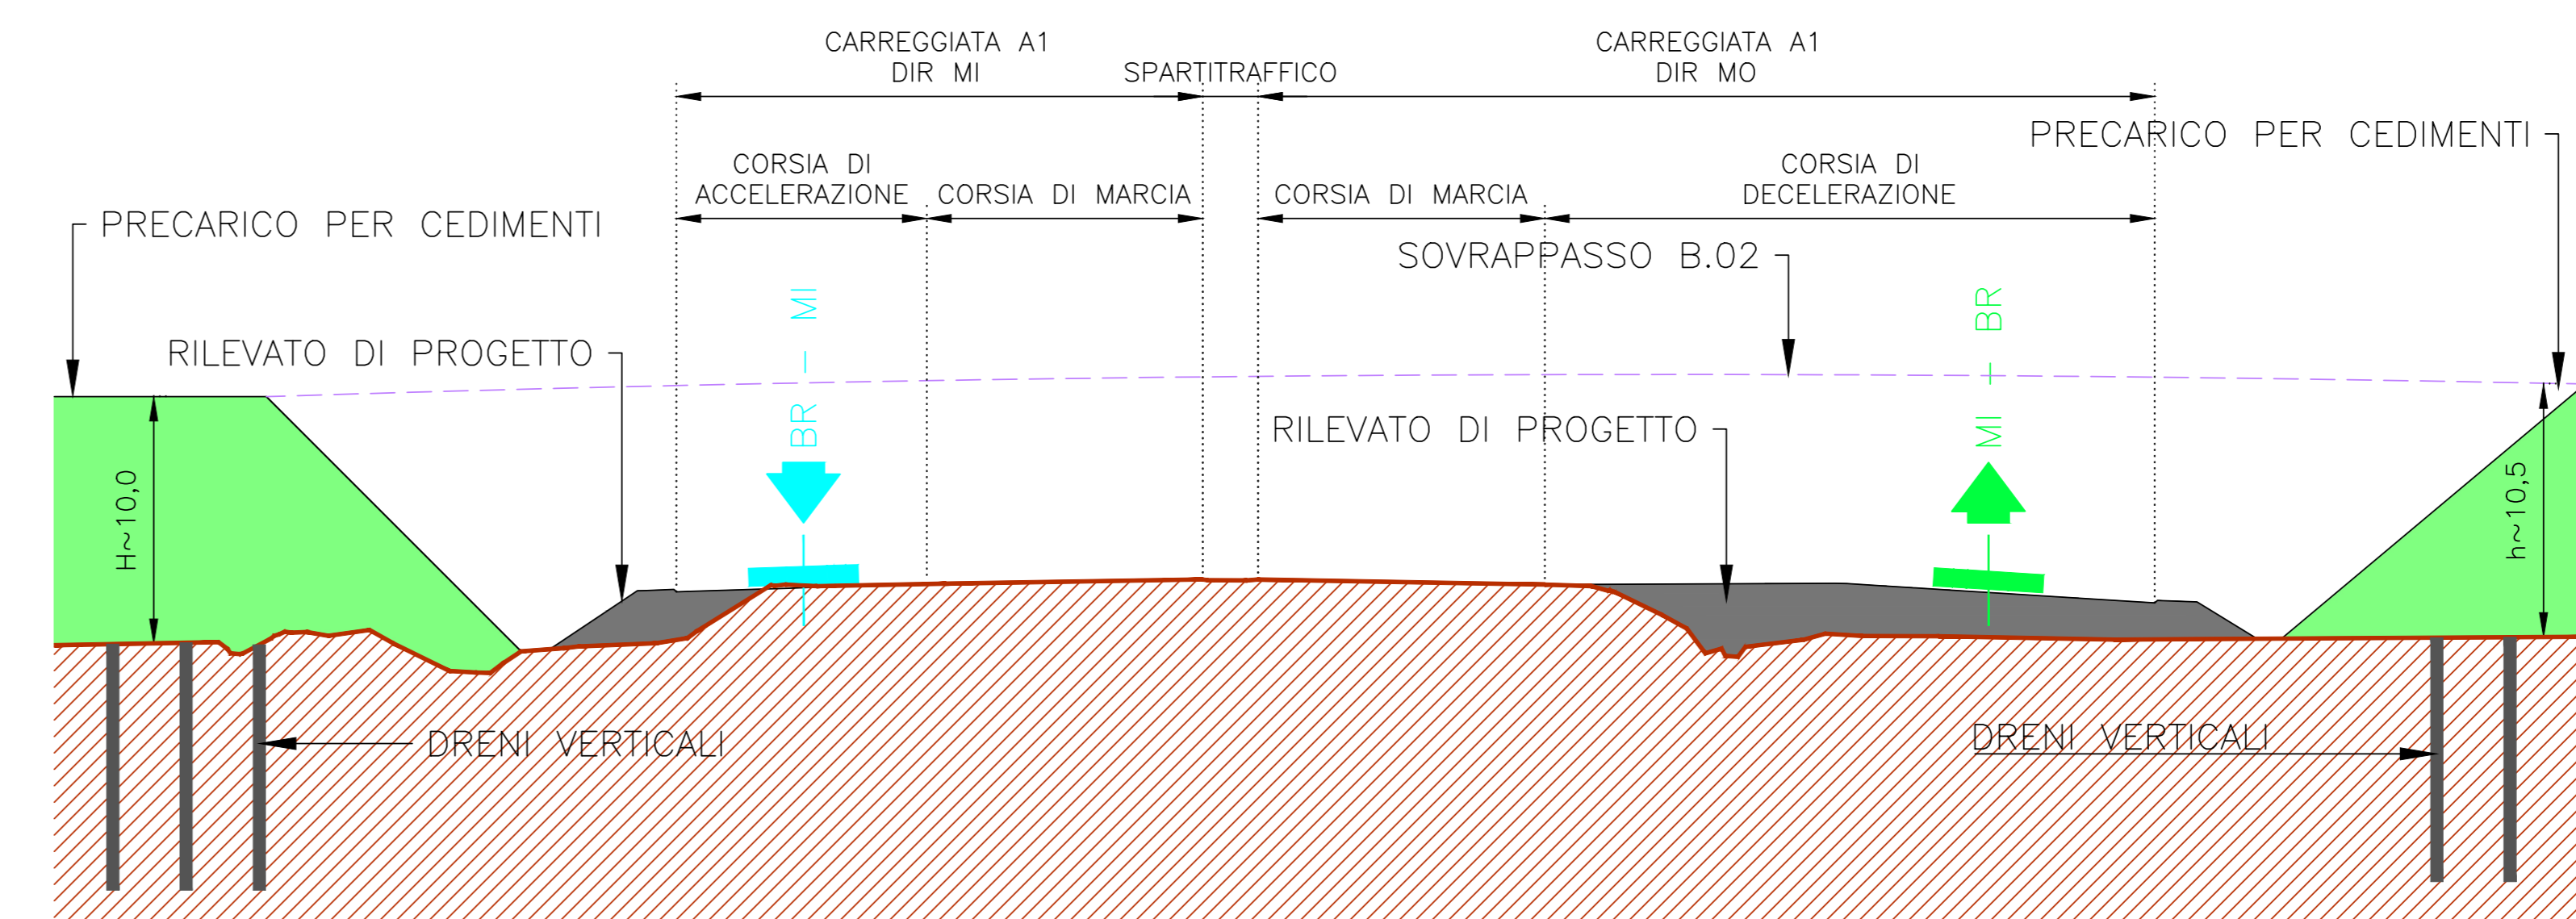 CARREGGIATA A1
DIR MI
SPARTITRAFFICO
CARREGGIATA A1
DIR MO
PRECARICO PER CEDIMENTI
CORSIA DI
ACCELERAZIONE
CORSIA DI MARCIA
CORSIA DI MARCIA
CORSIA DI
DECELERAZIONE
PRECARICO PER CEDIMENTI
SOVRAPPASSO B.02
RILEVATO DI PROGETTO
BR - MI
MI - BR
RILEVATO DI PROGETTO
H~10,0
h~10,5
DRENI VERTICALI
DRENI VERTICALI